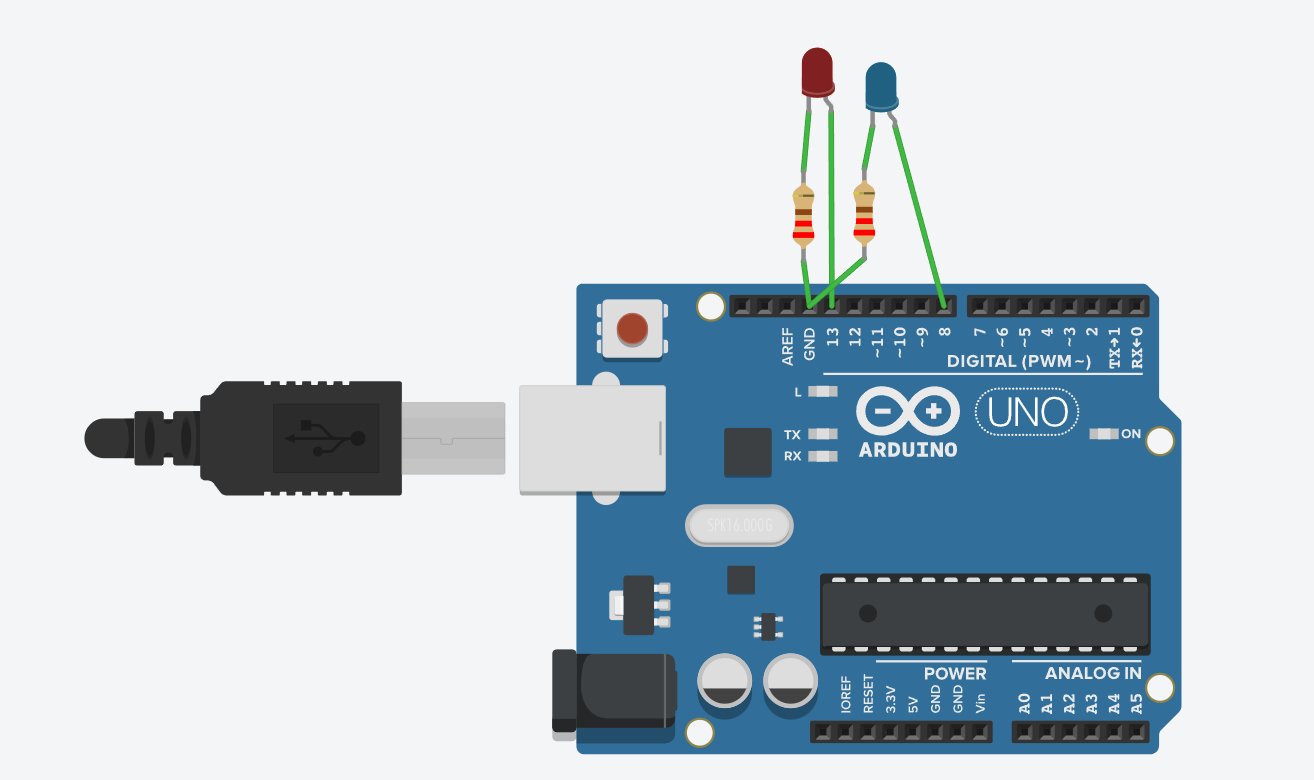 AREF
GND
13
12
~11
~10
~9
8
7
~6
~5
4
~3
2
TX→1
RX←0
DIGITAL (PWM~)
L
TX
RX
UNO
ARDUINO
ON
SPK16.000G
POWER
ANALOG IN
IOREF
RESET
3.3V
5V
GND
GND
Vin
A0
A1
A2
A3
A4
A5